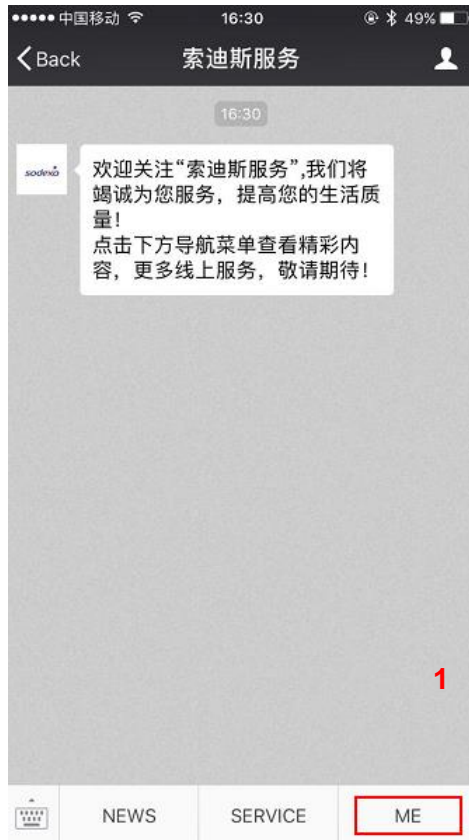 中国移动 16:30 49%
Back 索迪斯服务
16:30
sodexo
欢迎关注“索迪斯服务”,我们将
竭诚为您服务，提高您的生活质
量！
点击下方导航菜单查看精彩内
容，更多线上服务，敬请期待！
1
NEWS SERVICE ME